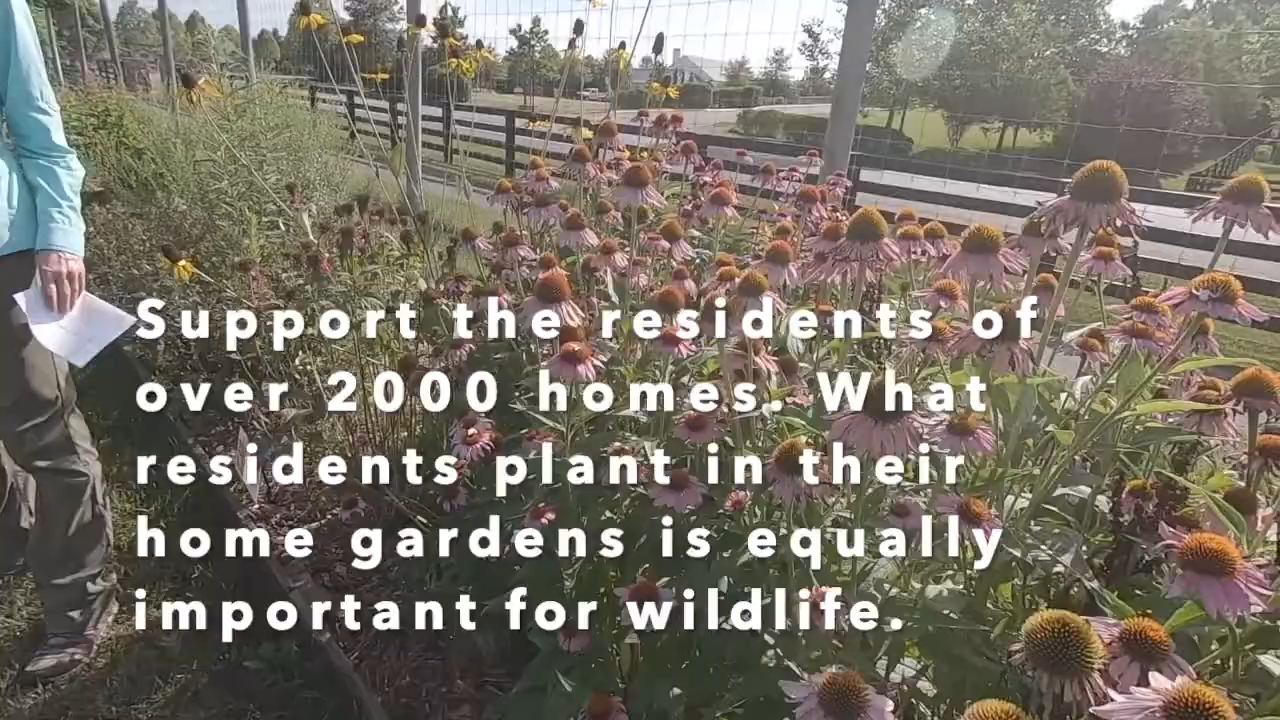 Support the residents of
over 2000 homes. What
residents plant in their
home gardens is equally
important for wildlife.